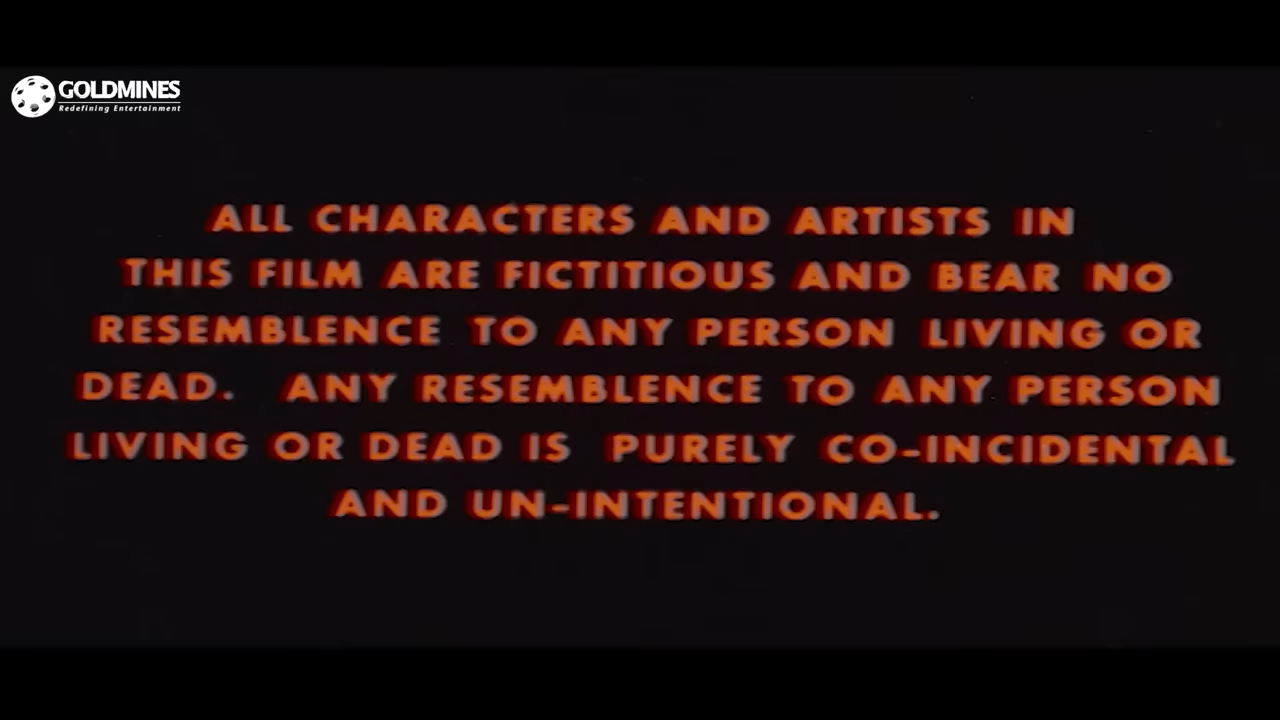 GOLDMINES
Redefining Entertainment
ALL CHARACTERS AND ARTISTS IN
THIS FILM ARE FICTITIOUS AND BEAR NO
RESEMBLENCE TO ANY PERSON LIVING OR
DEAD. ANY RESEMBLENCE TO ANY PERSON
LIVING OR DEAD IS PURELY CO-INCIDENTAL
AND UN-INTENTIONAL.